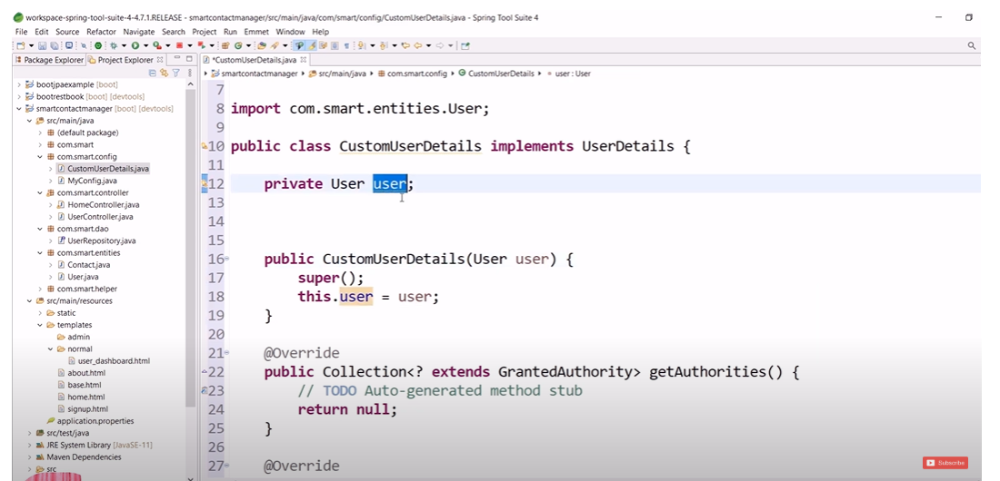 workspace-spring-tool-suite-4-4.7.1.RELEASE - smartcontactmanager/src/main/java/com/smart/config/CustomUserDetails.java - Spring Tool Suite 4
File Edit Source Refactor Navigate Search Project Run Emmet Window Help
Package Explorer Project Explorer
*CustomUserDetails.java
smartcontactmanager src/main/java com.smart.config CustomUserDetails user : User
bootjpaexample [boot]
bootrestbook [boot] [devtools]
smartcontactmanager [boot] [devtools]
src/main/java
(default package)
com.smart
com.smart.config
CustomUserDetails.java
MyConfig.java
com.smart.controller
HomeController.java
UserController.java
com.smart.dao
UserRepository.java
com.smart.entities
Contact.java
User.java
com.smart.helper
src/main/resources
static
templates
admin
normal
user_dashboard.html
about.html
base.html
home.html
signup.html
application.properties
src/test/java
JRE System Library [JavaSE-11]
Maven Dependencies
src
7
8 import com.smart.entities.User;
9
10 public class CustomUserDetails implements UserDetails {
11
12 private User user;
13
14
15
16 public CustomUserDetails(User user) {
17 super();
18 this.user = user;
19 }
20
21 @Override
22 public Collection<? extends GrantedAuthority> getAuthorities() {
23 // TODO Auto-generated method stub
24 return null;
25 }
26
27 @Override
Subscribe